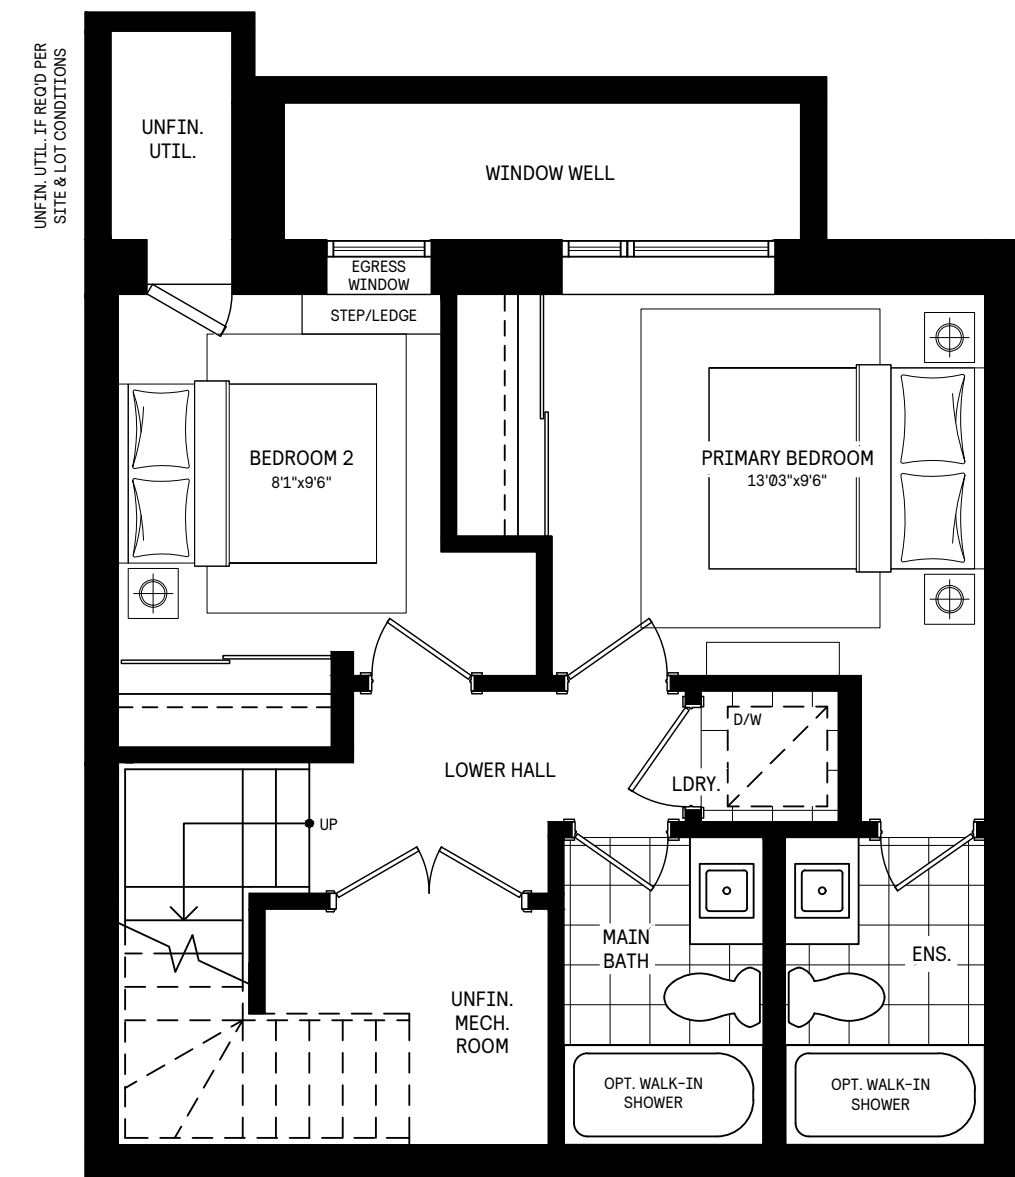 UNFIN. UTIL. IF REQ'D PER
SITE & LOT CONDITIONS
UNFIN.
UTIL.
WINDOW WELL
EGRESS
WINDOW
STEP/LEDGE
BEDROOM 2
8'1"x9'6"
PRIMARY BEDROOM
13'03"x9'6"
D/W
LDRY.
LOWER HALL
UP
MAIN
BATH
ENS.
UNFIN.
MECH.
ROOM
OPT. WALK-IN
SHOWER
OPT. WALK-IN
SHOWER